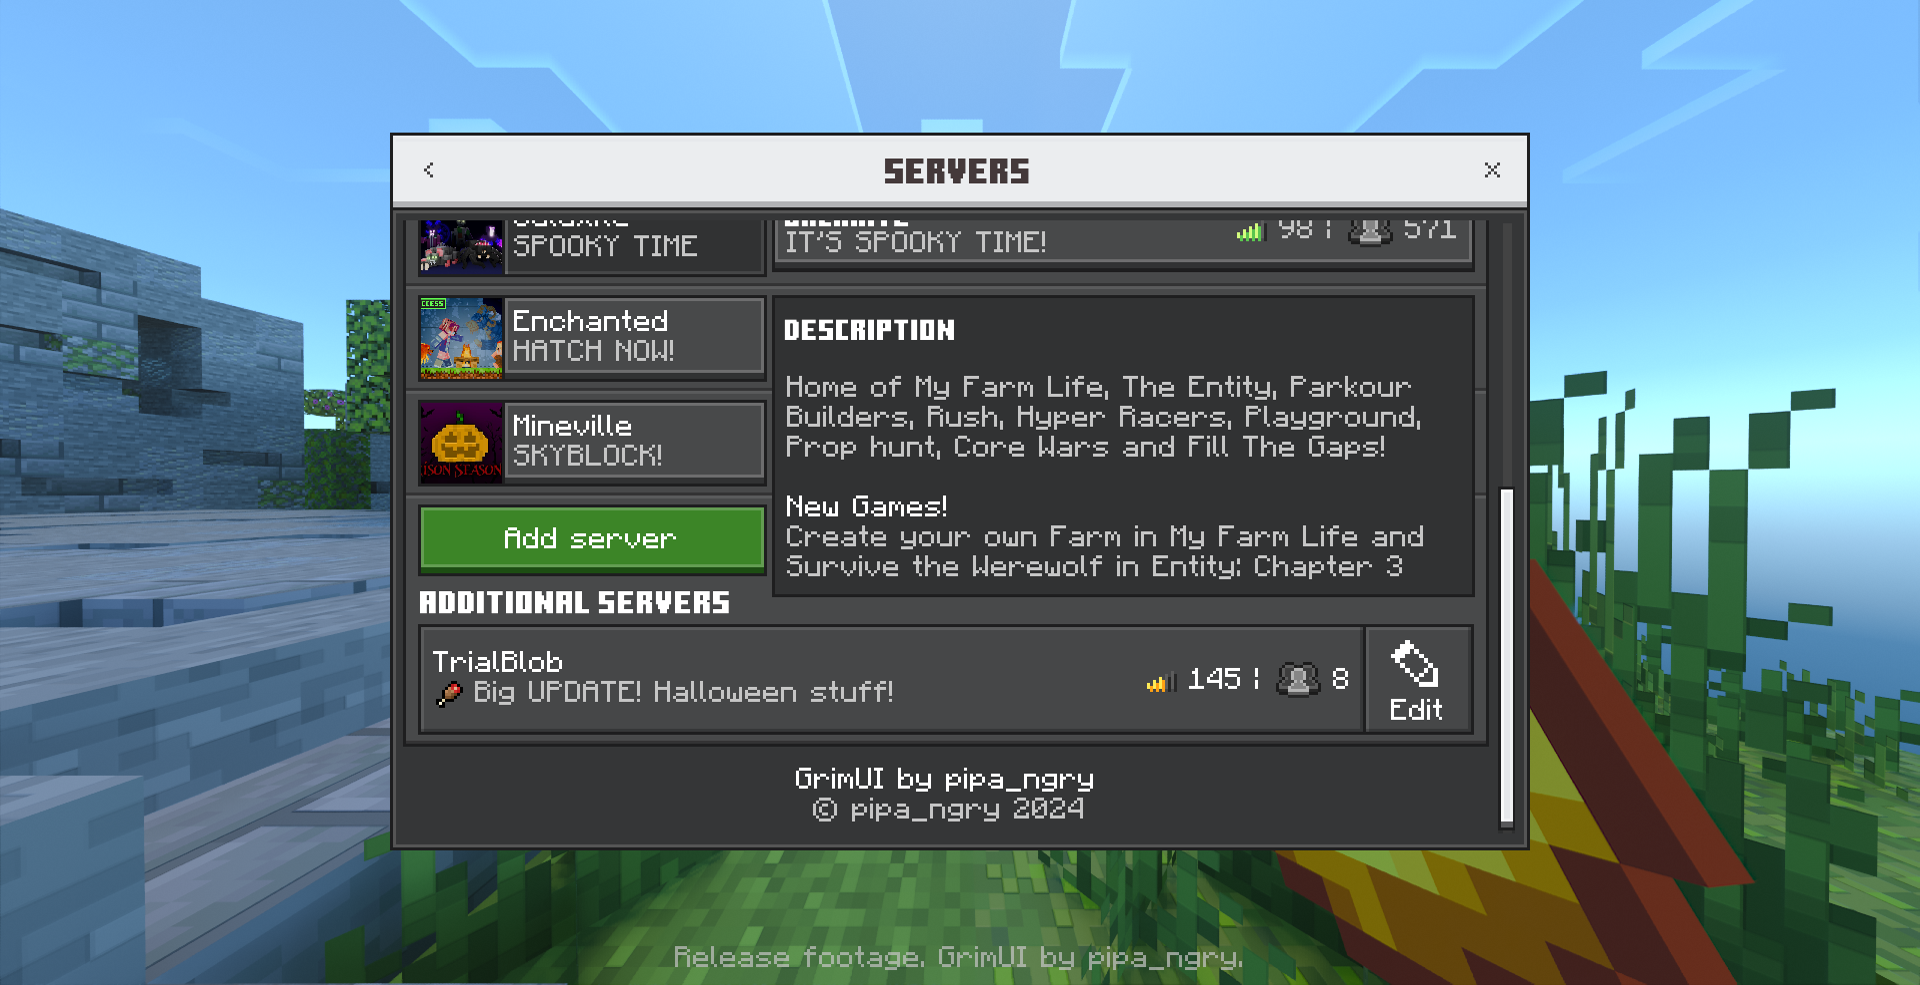 SERVERS
SPOOKY TIME
IT'S SPOOKY TIME!
98 | 571
CCESS
Enchanted
HATCH NOW!
Mineville
SKYBLOCK!
ISON SEASON
Add server
DESCRIPTION
Home of My Farm Life, The Entity, Parkour
Builders, Rush, Hyper Racers, Playground,
Prop hunt, Core Wars and Fill The Gaps!
New Games!
Create your own Farm in My Farm Life and
Survive the Werewolf in Entity: Chapter 3
ADDITIONAL SERVERS
TrialBlob
Big UPDATE! Halloween stuff!
145 | 8
Edit
GrimUI by pipa_ngry
© pipa_ngry 2024
Release footage. GrimUI by pipa_ngry.